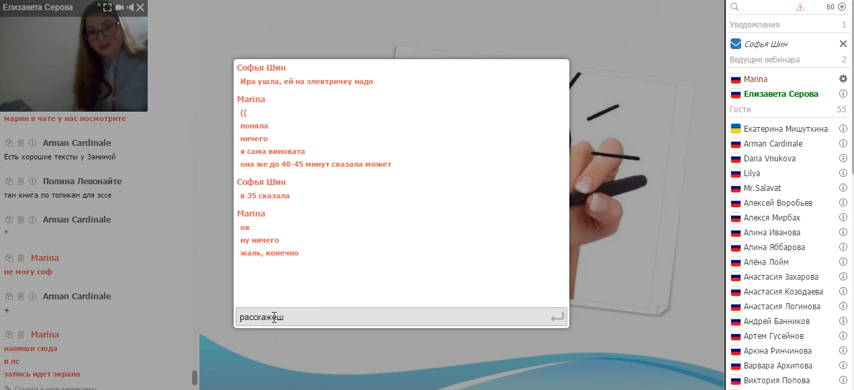 Елизавета Серова
марин в чате у нас посмотрите
Arman Cardinale
Есть хорошие тексты у Заниной
Полина Левонайте
там книга по топикам для эссе
Arman Cardinale
"
Marina
не могу соф
Arman Cardinale
+
Marina
напиши сюда
в лс
запись идет экрана
Софья Шин
Ира ушла, ей на электричку надо
Marina
((
поняла
ничего
я сама виновата
она же до 40-45 минут сказала может
Софья Шин
в 35 сказала
Marina
ок
ну ничего
жаль, конечно
расскажеш
60
Уведомления 1
Софья Шин
Ведущие вебинара 2
Marina
Елизавета Серова
Гости 55
Екатерина Мишуткина
Arman Cardinale
Daria Vnukova
Lilya
Mr.Salavat
Алексей Воробьев
Алекся Мирбах
Алина Иванова
Алина Яббарова
Алёна Лойм
Анастасия Захарова
Анастасия Козодаева
Анастасия Логинова
Андрей Банников
Артем Гусейнов
Арюна Ринчинова
Варвара Архипова
Виктория Попова